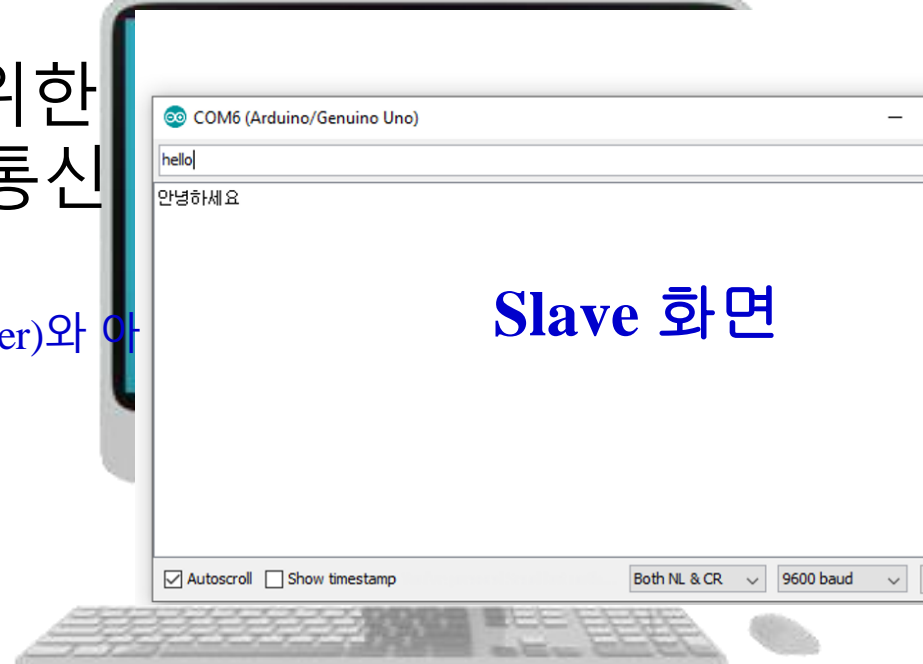 위한
통신
er)와 아
COM6 (Arduino/Genuino Uno)
hello
안녕하세요
Slave 화면
Autoscroll Show timestamp Both NL & CR 9600 baud